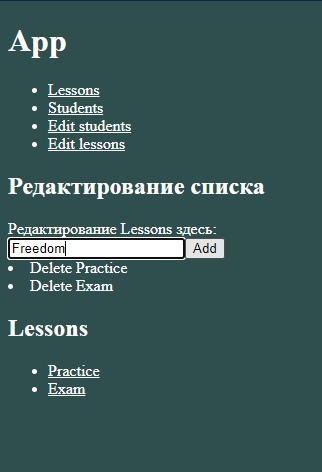 App
Lessons
Students
Edit students
Edit lessons
Редактирование списка
Редактирование Lessons здесь:
Freedom Add
Delete Practice
Delete Exam
Lessons
Practice
Exam